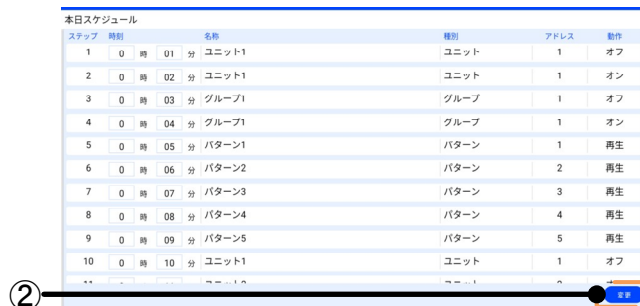 本日スケジュール
ステップ 時刻 名称 種別 アドレス 動作
1 0 時 01 分 ユニット1 ユニット 1 オフ
2 0 時 02 分 ユニット1 ユニット 1 オン
3 0 時 03 分 グループ1 グループ 1 オフ
4 0 時 04 分 グループ1 グループ 1 オン
5 0 時 05 分 パターン1 パターン 1 再生
6 0 時 06 分 パターン2 パターン 2 再生
7 0 時 07 分 パターン3 パターン 3 再生
8 0 時 08 分 パターン4 パターン 4 再生
9 0 時 09 分 パターン5 パターン 5 再生
10 0 時 10 分 ユニット1 ユニット 1 オフ
② 変更